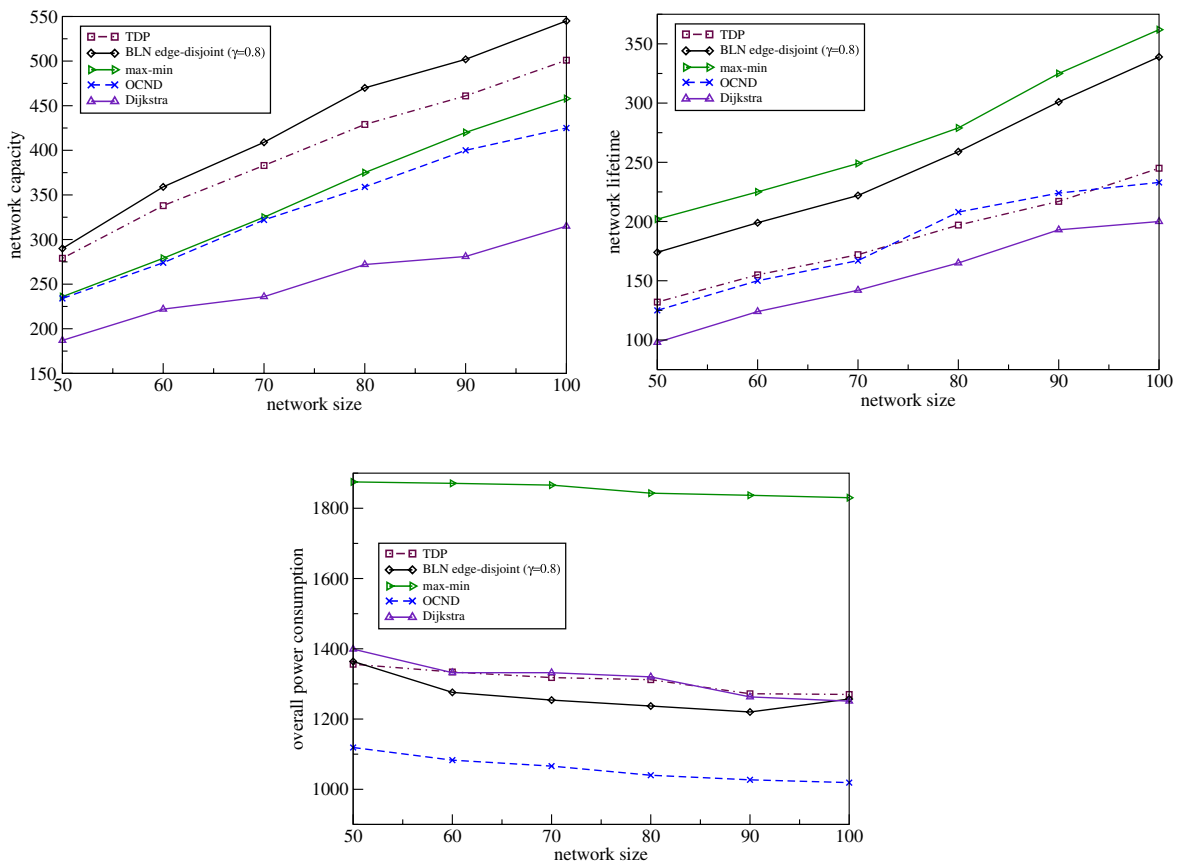 550
500
450
400
350
300
250
200
150
network capacity
TDP
BLN edge-disjoint (γ=0.8)
max-min
OCND
Dijkstra
50 60 70 80 90 100
network size
350
300
250
200
150
100
network lifetime
TDP
BLN edge-disjoint (γ=0.8)
max-min
OCND
Dijkstra
50 60 70 80 90 100
network size
1800
1600
1400
1200
1000
overall power consumption
TDP
BLN edge-disjoint (γ=0.8)
max-min
OCND
Dijkstra
50 60 70 80 90 100
network size